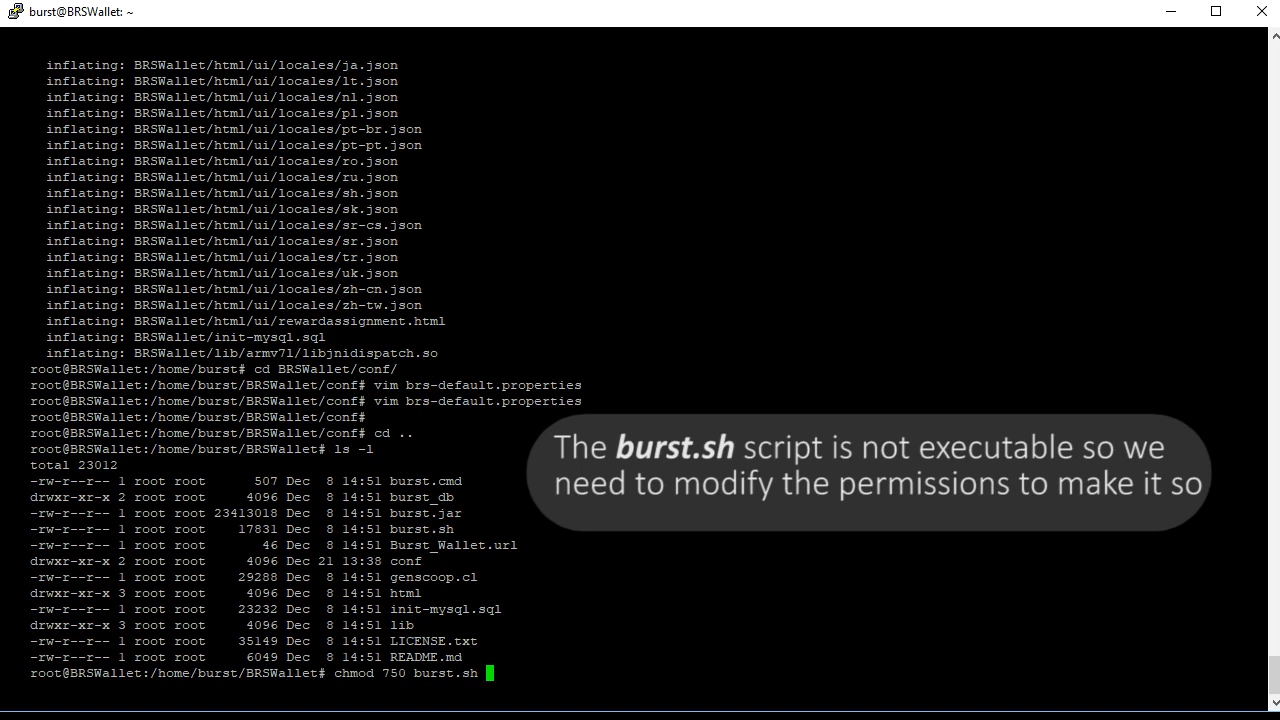 burst@BRSWallet: ~
inflating: BRSWallet/html/ui/locales/ja.json
inflating: BRSWallet/html/ui/locales/lt.json
inflating: BRSWallet/html/ui/locales/nl.json
inflating: BRSWallet/html/ui/locales/pl.json
inflating: BRSWallet/html/ui/locales/pt-br.json
inflating: BRSWallet/html/ui/locales/pt-pt.json
inflating: BRSWallet/html/ui/locales/ro.json
inflating: BRSWallet/html/ui/locales/ru.json
inflating: BRSWallet/html/ui/locales/sh.json
inflating: BRSWallet/html/ui/locales/sk.json
inflating: BRSWallet/html/ui/locales/sr-cs.json
inflating: BRSWallet/html/ui/locales/sr.json
inflating: BRSWallet/html/ui/locales/tr.json
inflating: BRSWallet/html/ui/locales/uk.json
inflating: BRSWallet/html/ui/locales/zh-cn.json
inflating: BRSWallet/html/ui/locales/zh-tw.json
inflating: BRSWallet/html/ui/rewardassignment.html
inflating: BRSWallet/init-mysql.sql
inflating: BRSWallet/lib/armv7l/libjnidispatch.so
root@BRSWallet:/home/burst# cd BRSWallet/conf/
root@BRSWallet:/home/burst/BRSWallet/conf# vim brs-default.properties
root@BRSWallet:/home/burst/BRSWallet/conf# vim brs-default.properties
root@BRSWallet:/home/burst/BRSWallet/conf#
root@BRSWallet:/home/burst/BRSWallet/conf# cd ..
root@BRSWallet:/home/burst/BRSWallet# ls -l
total 23012
-rw-r--r-- 1 root root 507 Dec 8 14:51 burst.cmd
drwxr-xr-x 2 root root 4096 Dec 8 14:51 burst_db
-rw-r--r-- 1 root root 23413018 Dec 8 14:51 burst.jar
-rw-r--r-- 1 root root 17831 Dec 8 14:51 burst.sh
-rw-r--r-- 1 root root 46 Dec 8 14:51 Burst_Wallet.url
drwxr-xr-x 2 root root 4096 Dec 21 13:38 conf
-rw-r--r-- 1 root root 29288 Dec 8 14:51 genscoop.cl
drwxr-xr-x 3 root root 4096 Dec 8 14:51 html
-rw-r--r-- 1 root root 23232 Dec 8 14:51 init-mysql.sql
drwxr-xr-x 3 root root 4096 Dec 8 14:51 lib
-rw-r--r-- 1 root root 35149 Dec 8 14:51 LICENSE.txt
-rw-r--r-- 1 root root 6049 Dec 8 14:51 README.md
root@BRSWallet:/home/burst/BRSWallet# chmod 750 burst.sh
The burst.sh script is not executable so we
need to modify the permissions to make it so